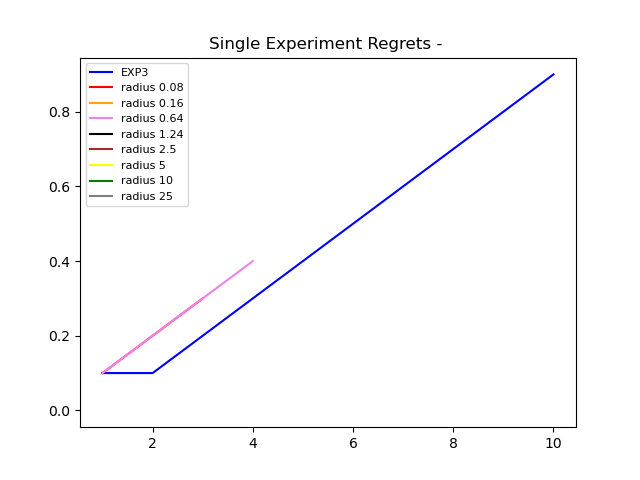 Single Experiment Regrets -
EXP3
radius 0.08
radius 0.16
radius 0.64
radius 1.24
radius 2.5
radius 5
radius 10
radius 25
0.8
0.6
0.4
0.2
0.0
2
4
6
8
10